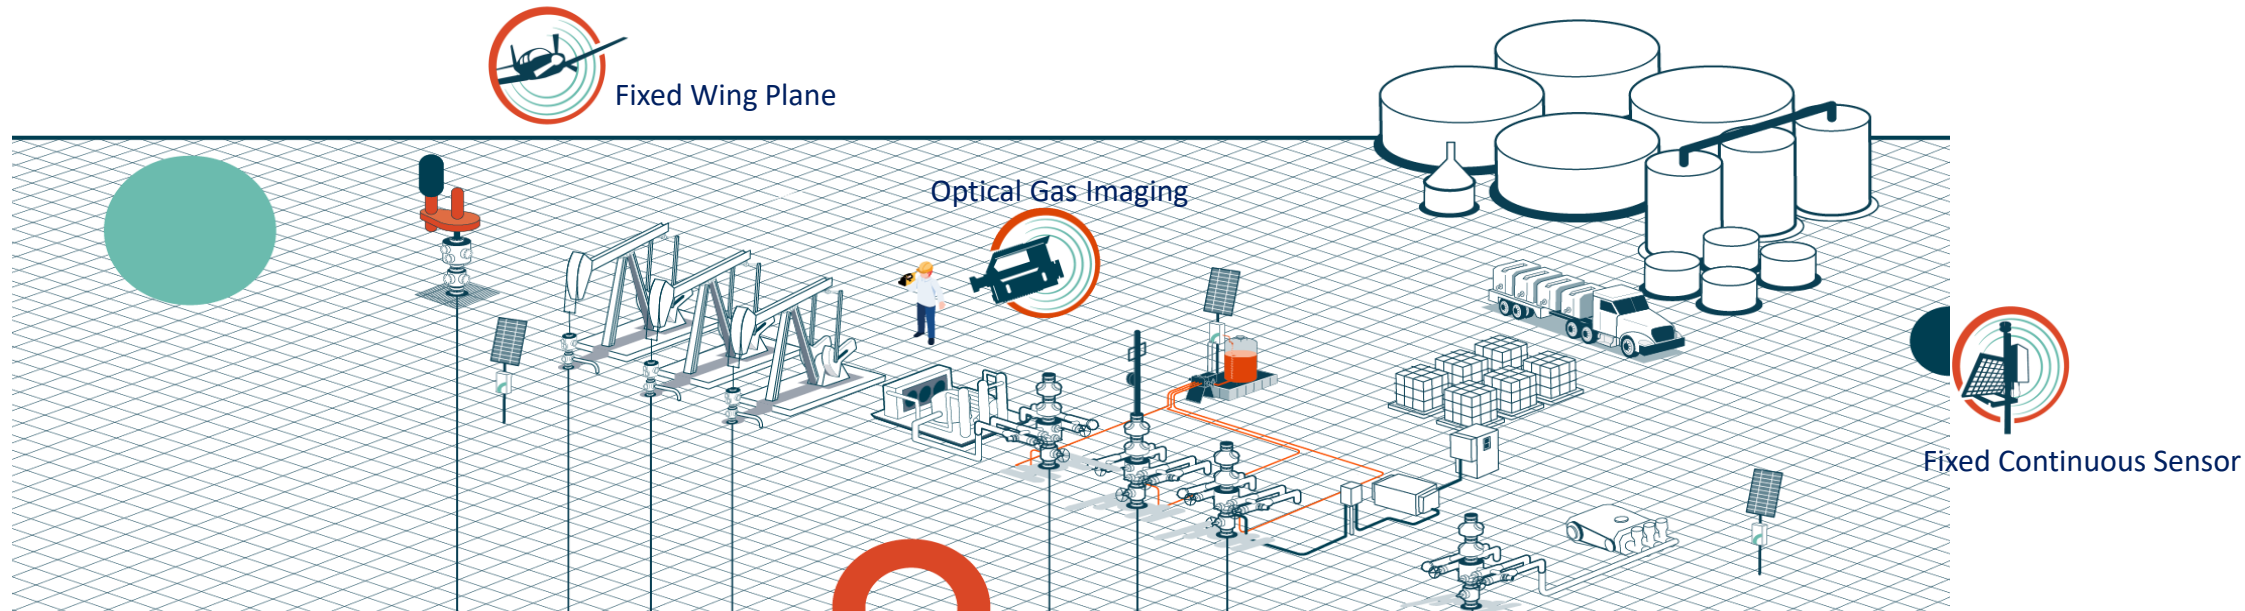 Fixed Wing Plane
Optical Gas Imaging
Fixed Continuous Sensor